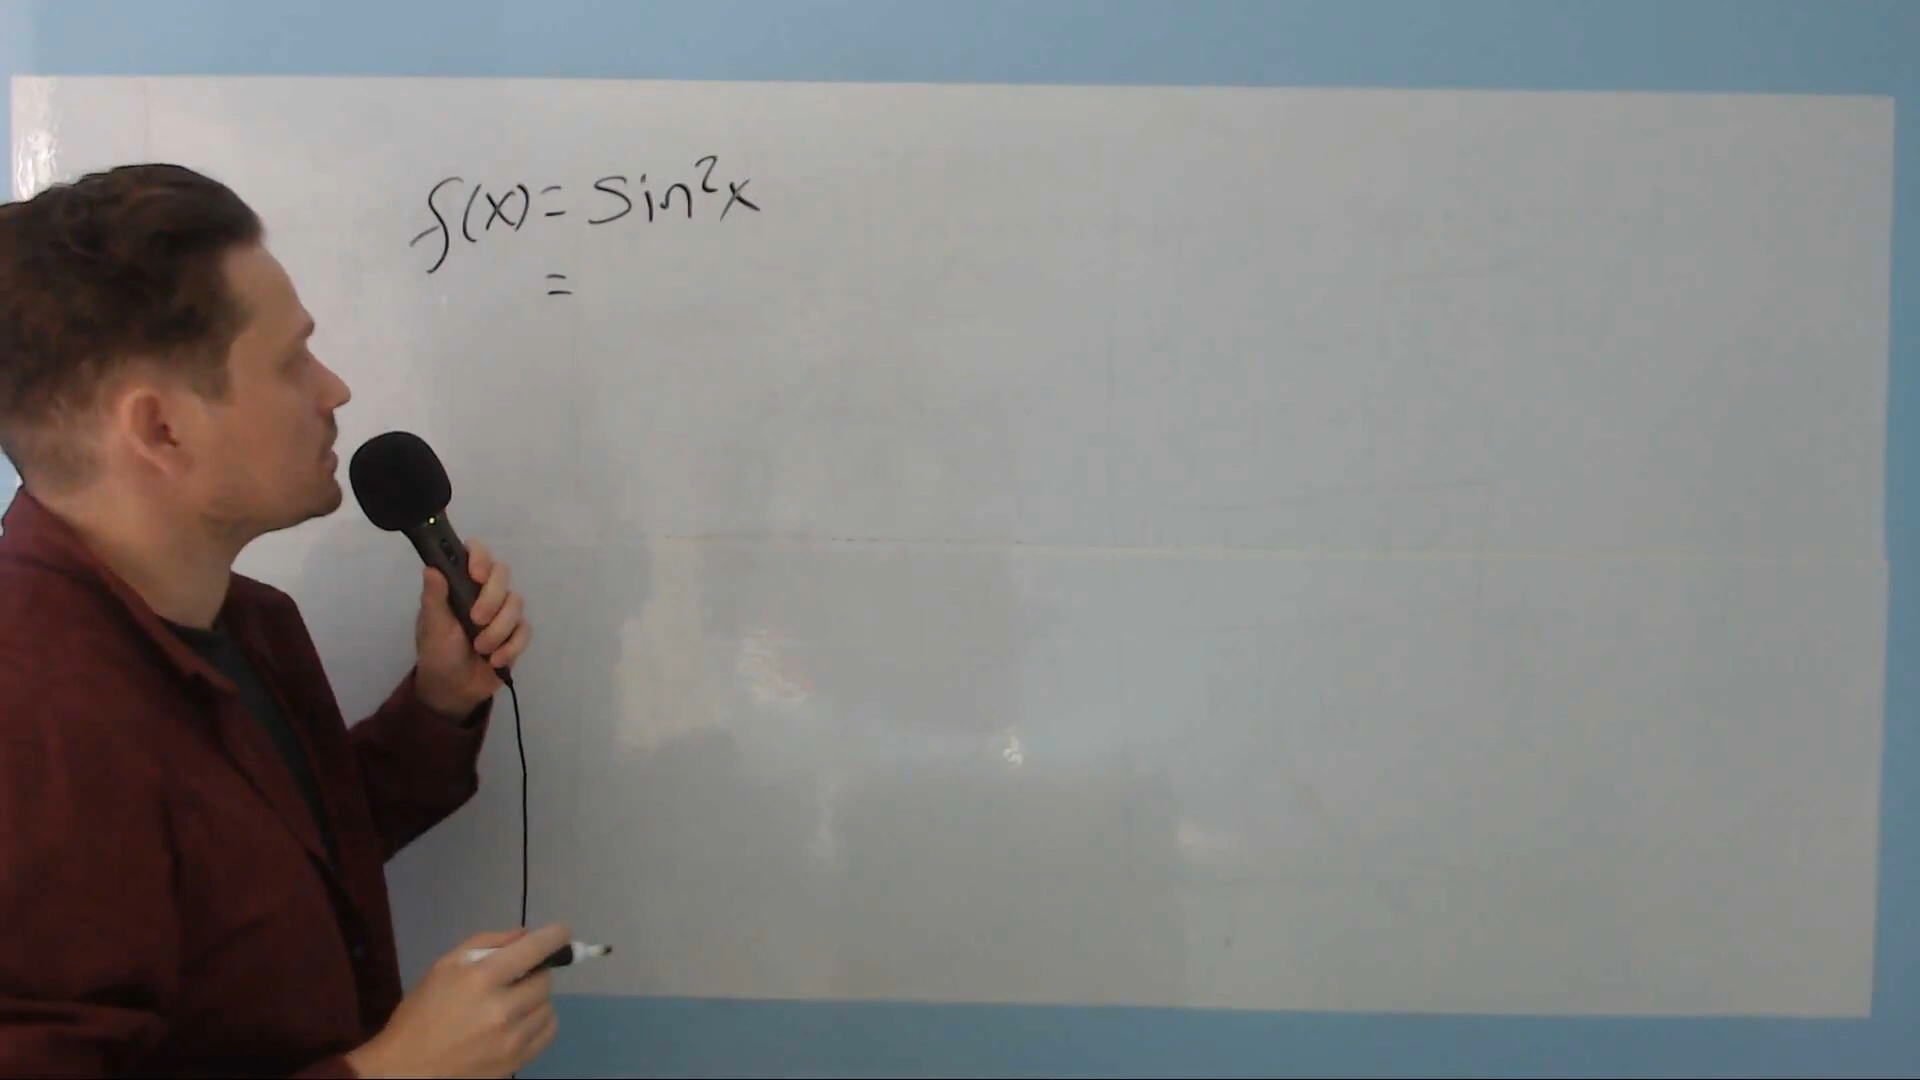 f(x) = sin²x
=